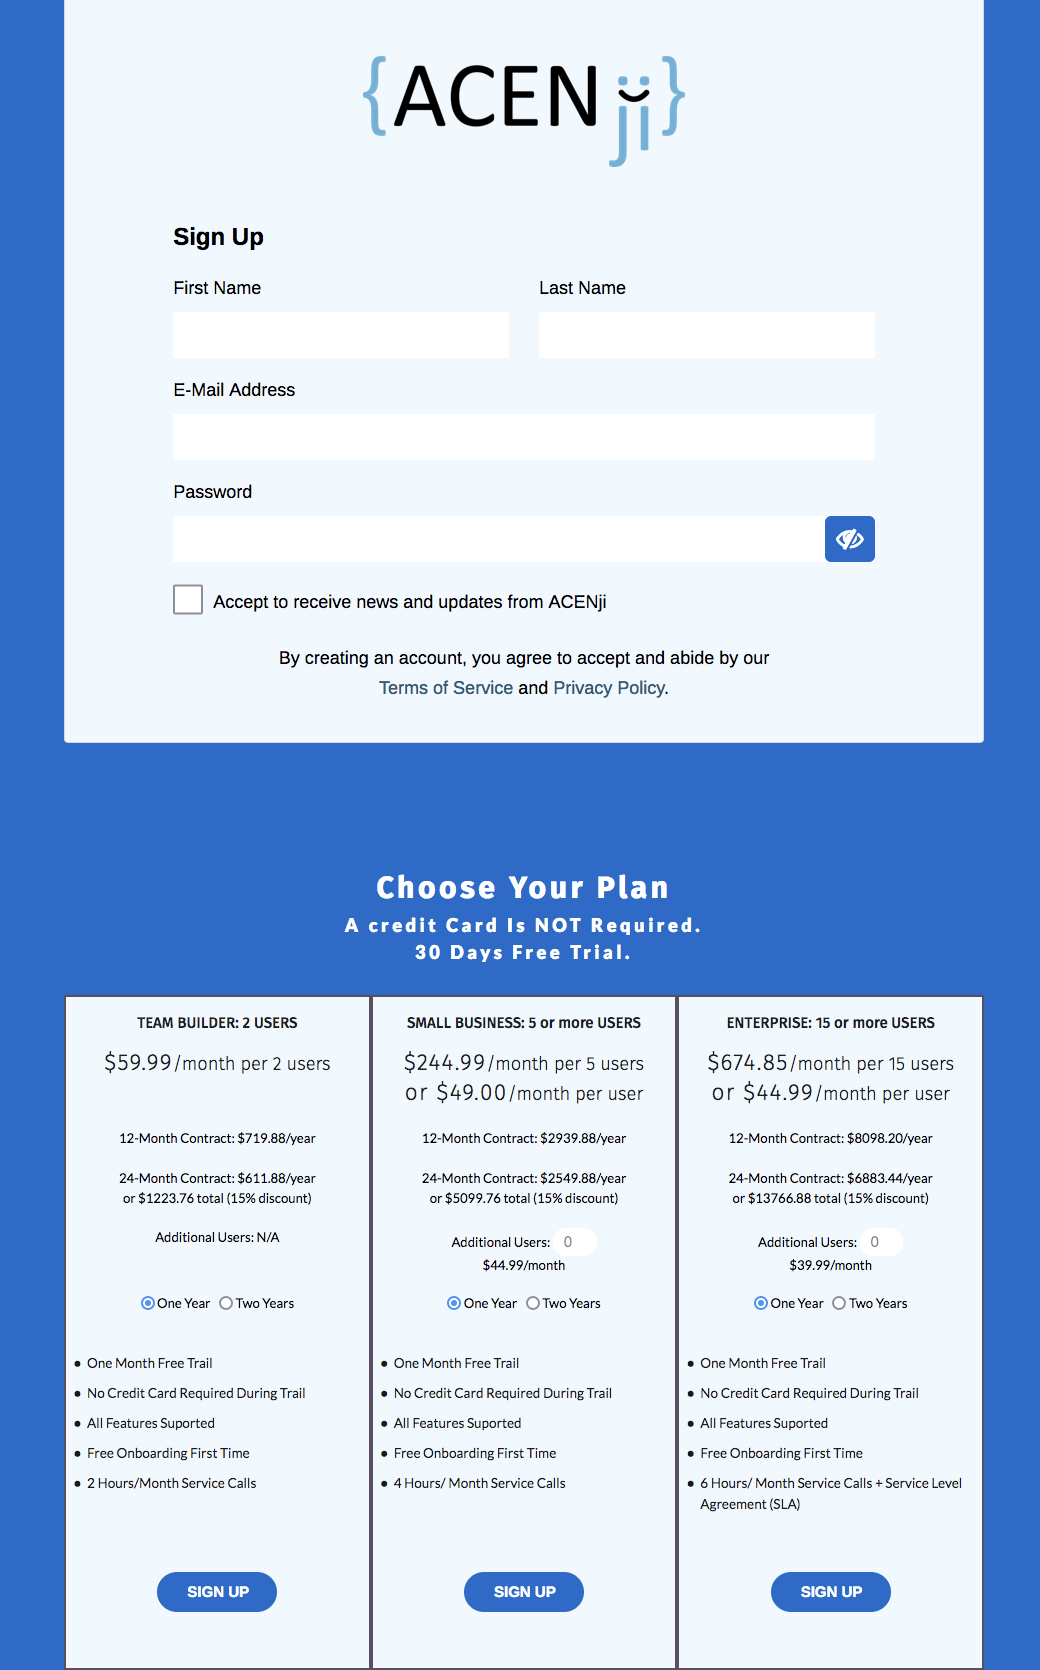 {ACENji}
Sign Up
First Name
Last Name
E-Mail Address
Password
Accept to receive news and updates from ACENji
By creating an account, you agree to accept and abide by our
Terms of Service and Privacy Policy.
Choose Your Plan
A credit Card Is NOT Required.
30 Days Free Trial.
TEAM BUILDER: 2 USERS
$59.99/month per 2 users
12-Month Contract: $719.88/year
24-Month Contract: $611.88/year
or $1223.76 total (15% discount)
Additional Users: N/A
One Year Two Years
One Month Free Trail
No Credit Card Required During Trail
All Features Suported
Free Onboarding First Time
2 Hours/Month Service Calls
SIGN UP
SMALL BUSINESS: 5 or more USERS
$244.99/month per 5 users
or $49.00/month per user
12-Month Contract: $2939.88/year
24-Month Contract: $2549.88/year
or $5099.76 total (15% discount)
Additional Users: 0
$44.99/month
One Year Two Years
One Month Free Trail
No Credit Card Required During Trail
All Features Suported
Free Onboarding First Time
4 Hours/ Month Service Calls
SIGN UP
ENTERPRISE: 15 or more USERS
$674.85/month per 15 users
or $44.99/month per user
12-Month Contract: $8098.20/year
24-Month Contract: $6883.44/year
or $13766.88 total (15% discount)
Additional Users: 0
$39.99/month
One Year Two Years
One Month Free Trail
No Credit Card Required During Trail
All Features Suported
Free Onboarding First Time
6 Hours/ Month Service Calls + Service Level
Agreement (SLA)
SIGN UP